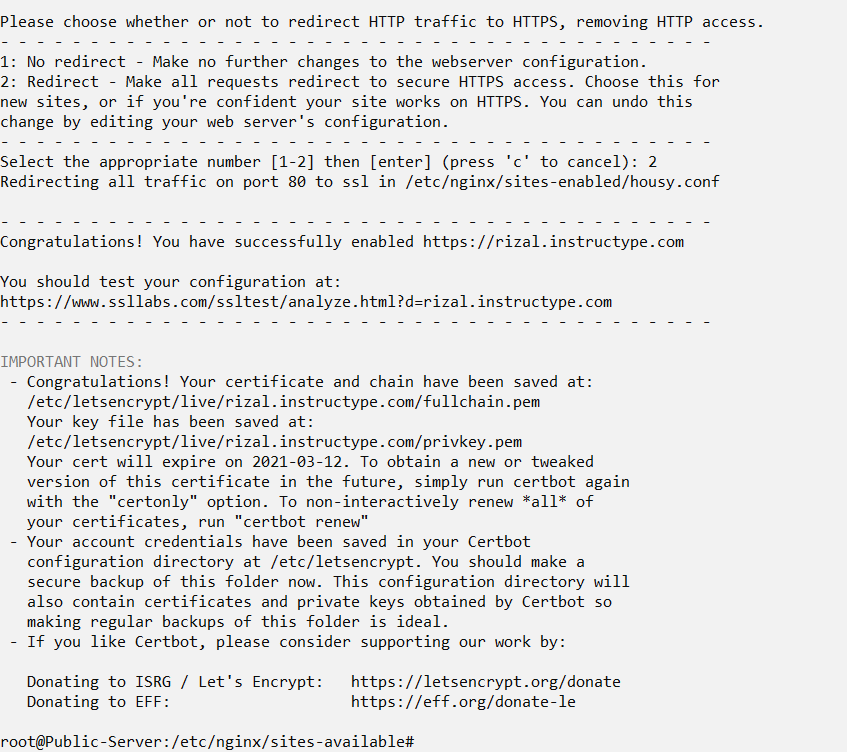 Please choose whether or not to redirect HTTP traffic to HTTPS, removing HTTP access.
- - - - - - - - - - - - - - - - - - - - - - - - - - - - - - - - - - - - - - - -
1: No redirect - Make no further changes to the webserver configuration.
2: Redirect - Make all requests redirect to secure HTTPS access. Choose this for
new sites, or if you're confident your site works on HTTPS. You can undo this
change by editing your web server's configuration.
- - - - - - - - - - - - - - - - - - - - - - - - - - - - - - - - - - - - - - - -
Select the appropriate number [1-2] then [enter] (press 'c' to cancel): 2
Redirecting all traffic on port 80 to ssl in /etc/nginx/sites-enabled/housy.conf
- - - - - - - - - - - - - - - - - - - - - - - - - - - - - - - - - - - - - - - -
Congratulations! You have successfully enabled https://rizal.instructype.com
You should test your configuration at:
https://www.ssllabs.com/ssltest/analyze.html?d=rizal.instructype.com
- - - - - - - - - - - - - - - - - - - - - - - - - - - - - - - - - - - - - - - -
IMPORTANT NOTES:
- Congratulations! Your certificate and chain have been saved at:
/etc/letsencrypt/live/rizal.instructype.com/fullchain.pem
Your key file has been saved at:
/etc/letsencrypt/live/rizal.instructype.com/privkey.pem
Your cert will expire on 2021-03-12. To obtain a new or tweaked
version of this certificate in the future, simply run certbot again
with the "certonly" option. To non-interactively renew *all* of
your certificates, run "certbot renew"
- Your account credentials have been saved in your Certbot
configuration directory at /etc/letsencrypt. You should make a
secure backup of this folder now. This configuration directory will
also contain certificates and private keys obtained by Certbot so
making regular backups of this folder is ideal.
- If you like Certbot, please consider supporting our work by:
Donating to ISRG / Let's Encrypt:   https://letsencrypt.org/donate
Donating to EFF:                    https://eff.org/donate-le
root@Public-Server:/etc/nginx/sites-available#